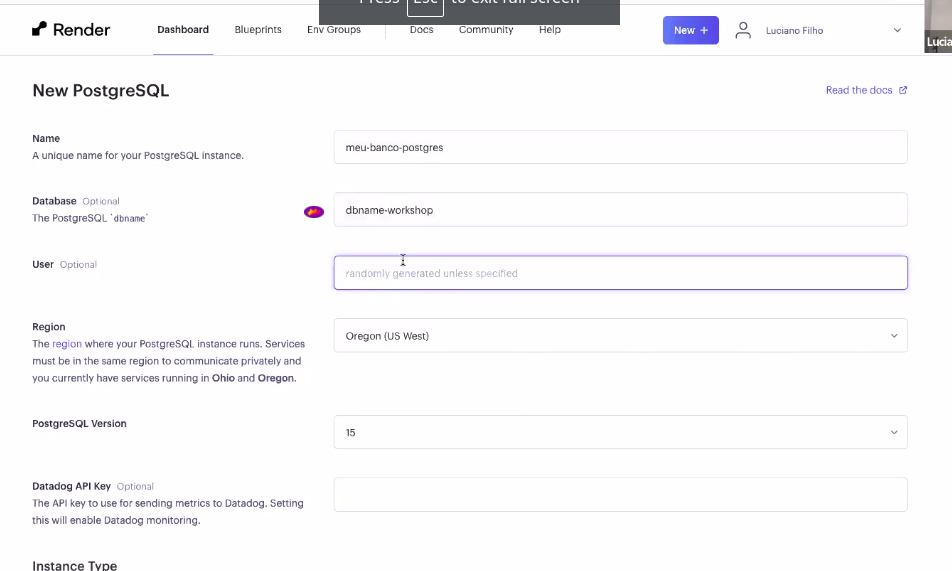 Press Esc to exit full screen
Render
Dashboard
Blueprints
Env Groups
Docs
Community
Help
New +
Luciano Filho
Lucia
New PostgreSQL
Read the docs
Name
A unique name for your PostgreSQL instance.
meu-banco-postgres
Database Optional
The PostgreSQL `dbname`
dbname-workshop
User Optional
randomly generated unless specified
Region
The region where your PostgreSQL instance runs. Services
must be in the same region to communicate privately and
you currently have services running in Ohio and Oregon.
Oregon (US West)
PostgreSQL Version
15
Datadog API Key Optional
The API key to use for sending metrics to Datadog. Setting
this will enable Datadog monitoring.
Instance Type